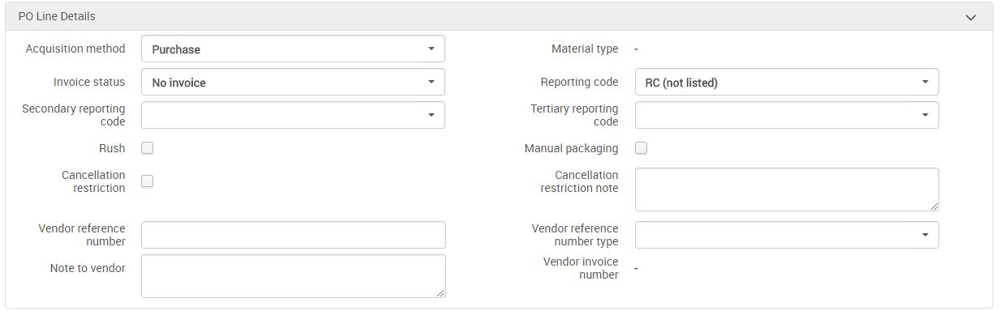 PO Line Details
Acquisition method Purchase Material type -
Invoice status No invoice Reporting code RC (not listed)
Secondary reporting Tertiary reporting
code code
Rush Manual packaging
Cancellation Cancellation
restriction restriction note
Vendor reference Vendor reference
number number type
Note to vendor Vendor invoice -
number